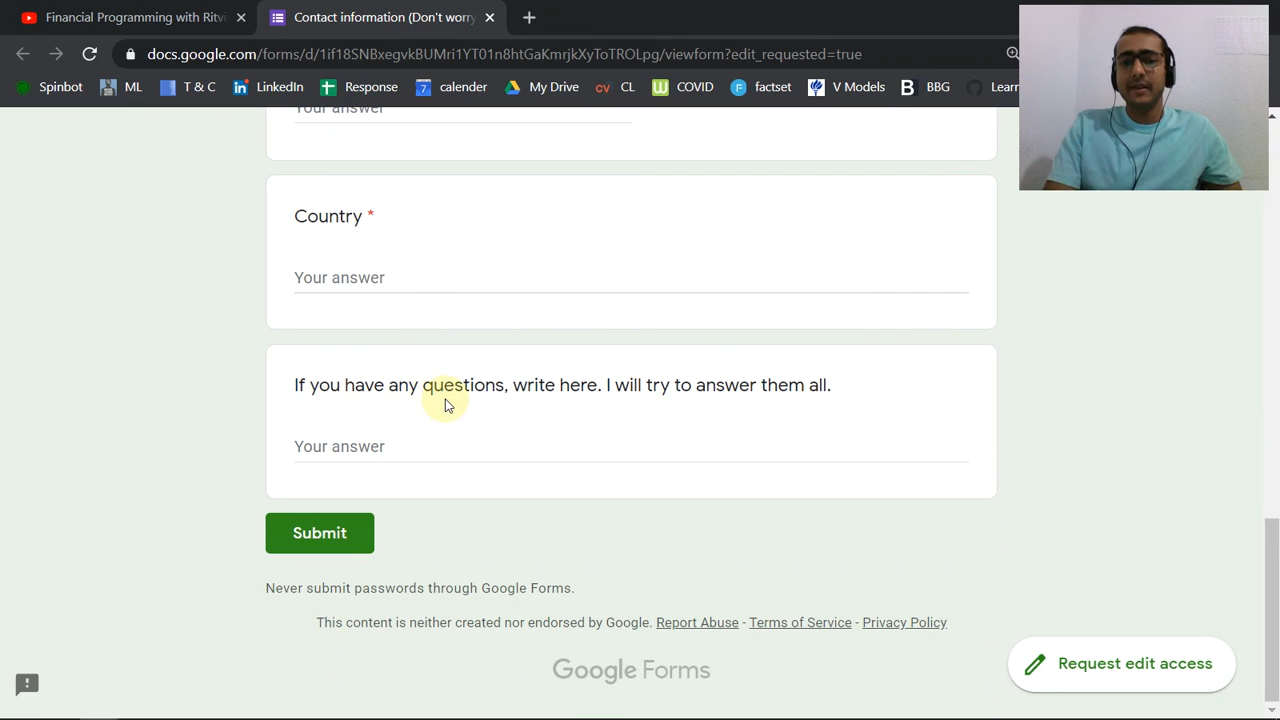 Financial Programming with Ritvi
Contact information (Don't worry
docs.google.com/forms/d/1if18SNBxegvkBUMri1YT01n8htmUKmrjkXyToTROLpg/viewform?edit_requested=true
Spinbot
ML
T & C
LinkedIn
Response
calender
My Drive
cv CL
COVID
factset
V Models
B BBG
Learn
Your answer
Country *
Your answer
If you have any questions, write here. I will try to answer them all.
Your answer
Submit
Never submit passwords through Google Forms.
This content is neither created nor endorsed by Google. Report Abuse - Terms of Service - Privacy Policy
Google Forms
Request edit access